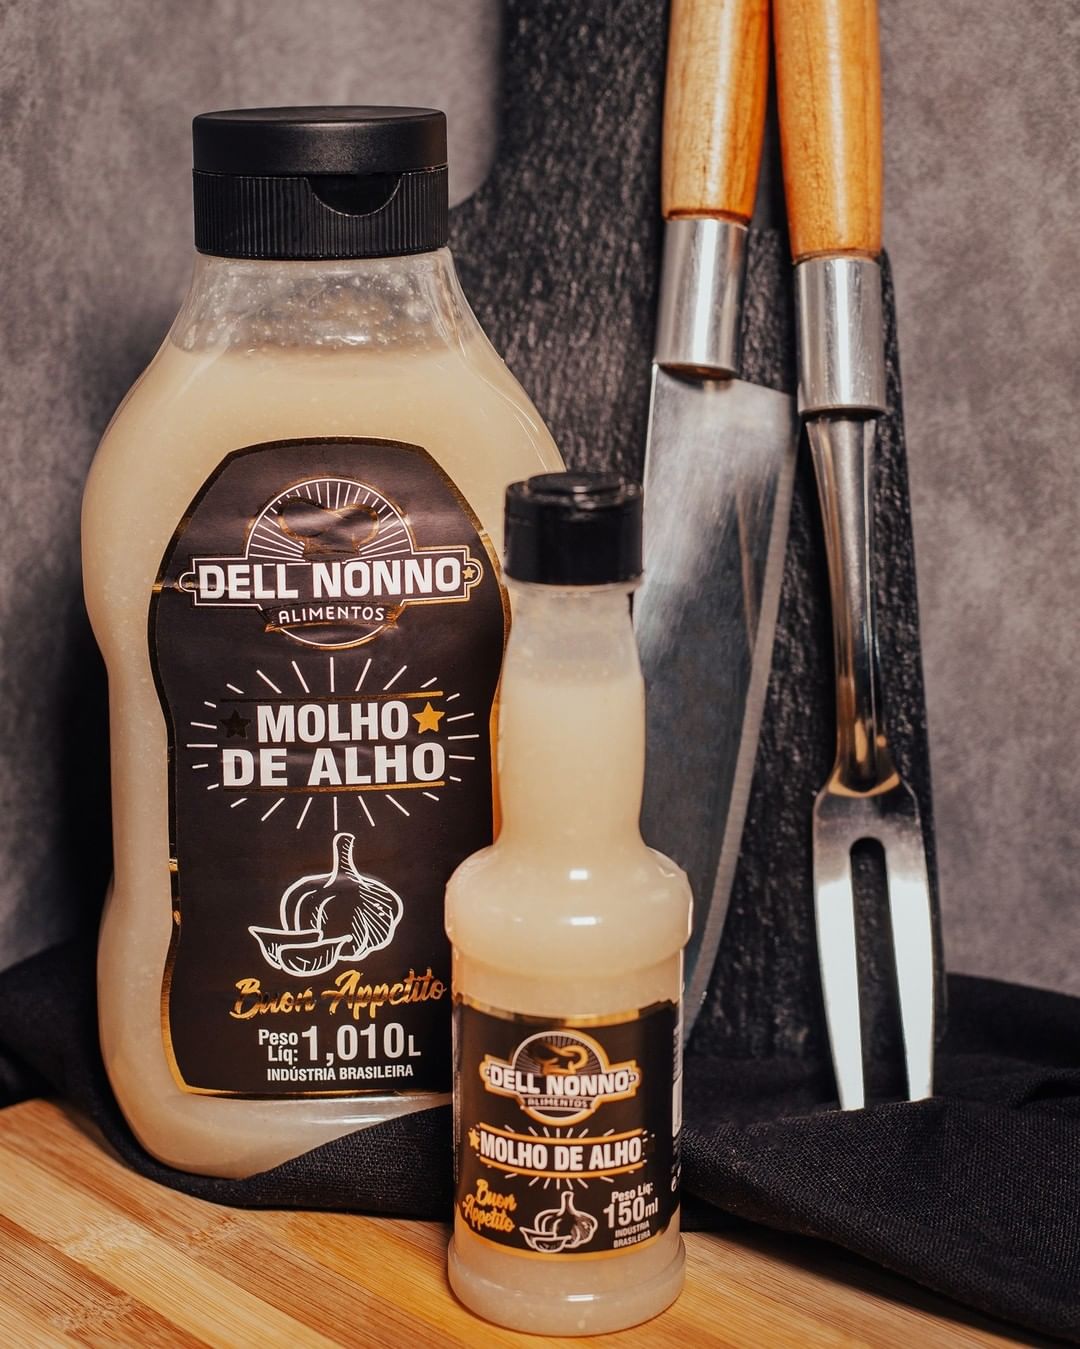 DELL NONNO
ALIMENTOS
MOLHO
DE ALHO
Buon Appetito
Peso
Líq: 1,010L
INDÚSTRIA BRASILEIRA
DELL NONNO
ALIMENTOS
MOLHO DE ALHO
Buon
Appetito
Peso Líq:
150ml
INDÚSTRIA
BRASILEIRA